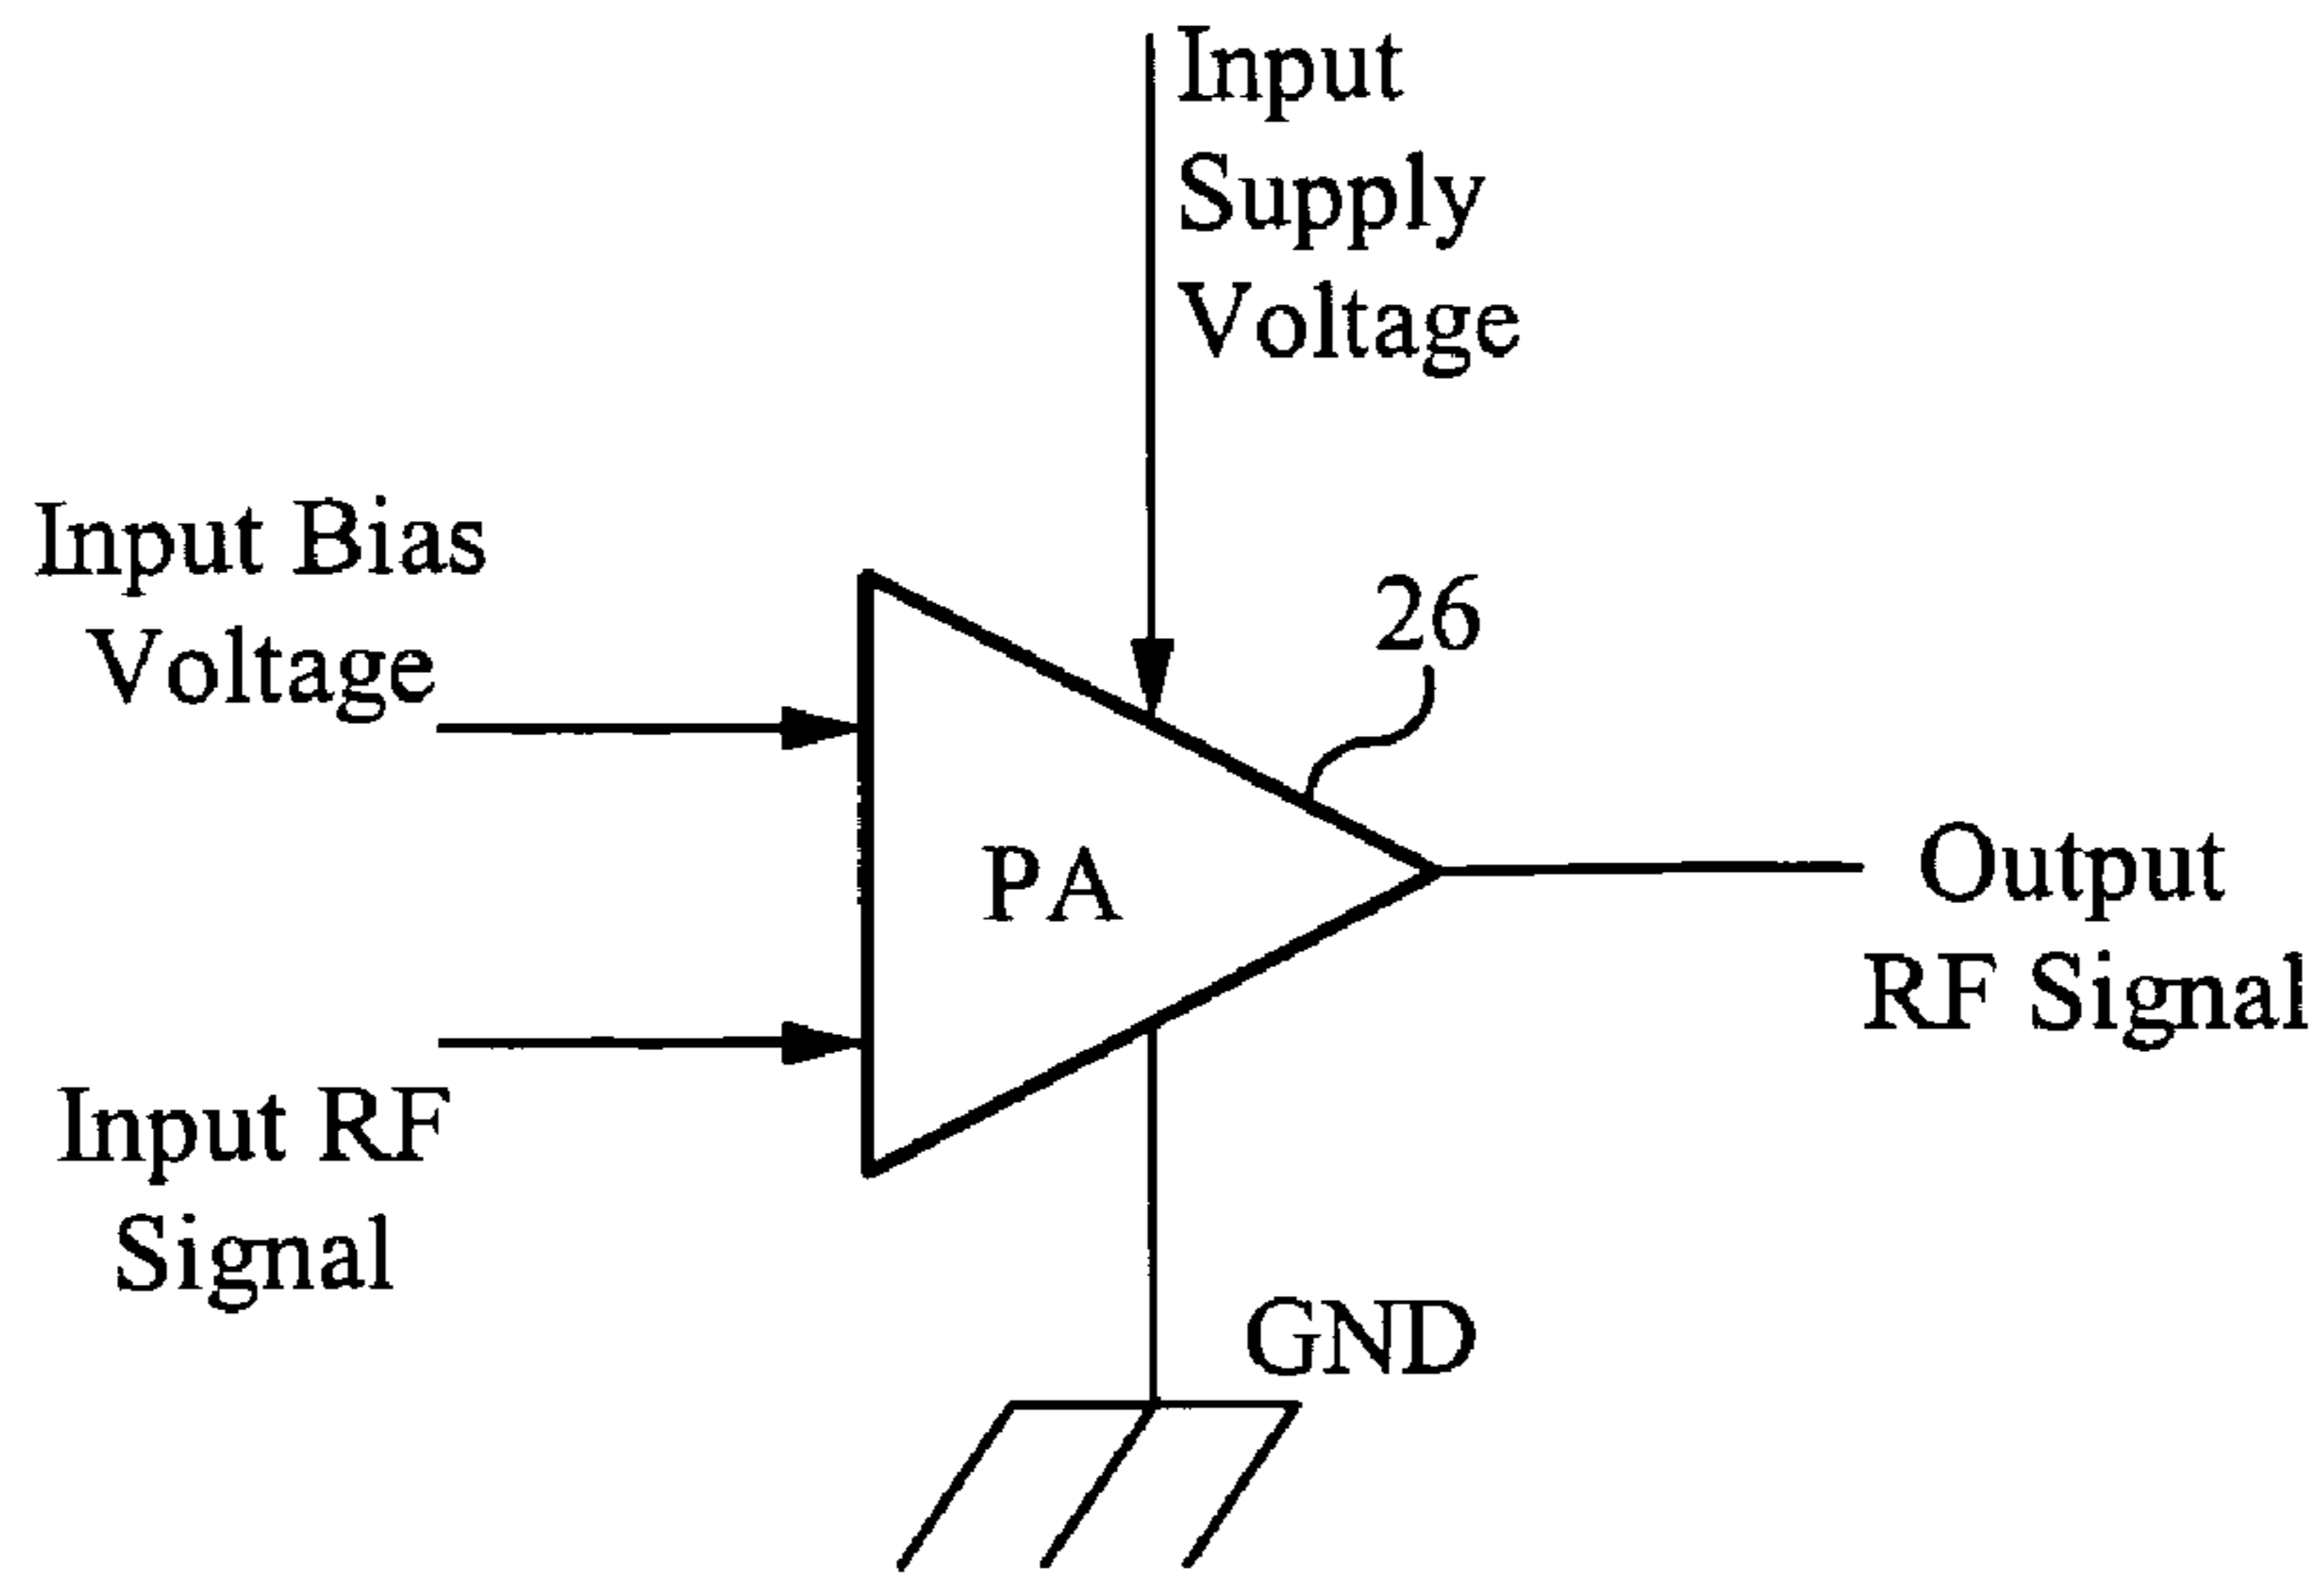 Input
Supply
Voltage
Input Bias
Voltage
26
PA
Output
RF Signal
Input RF
Signal
GND